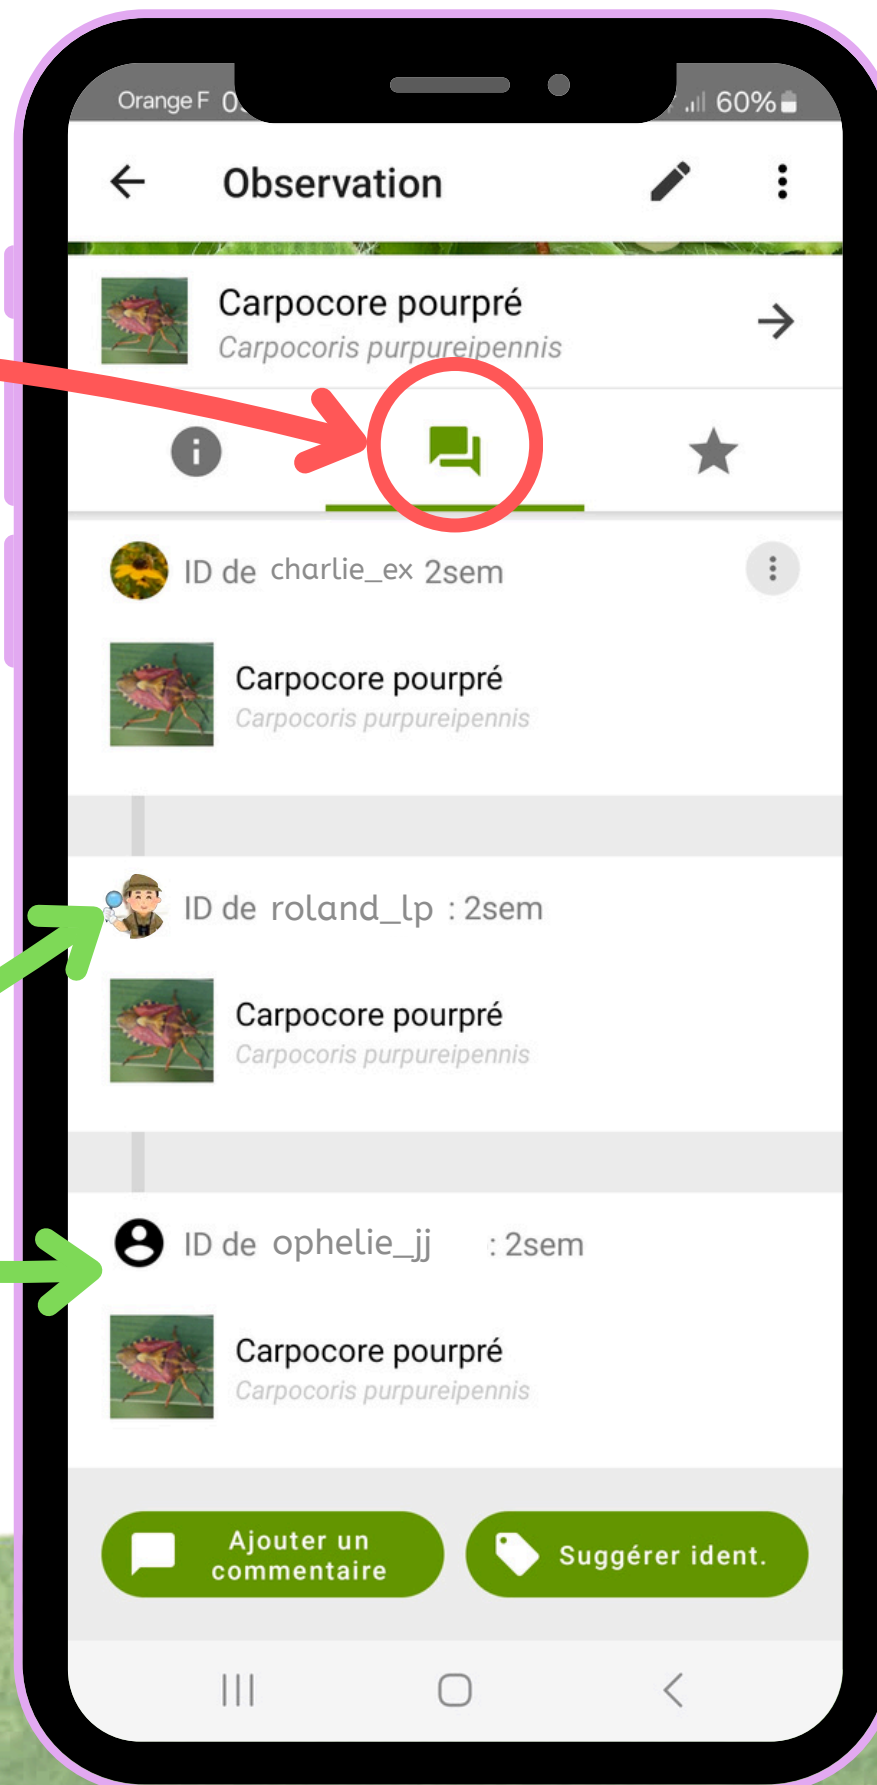 Orange F
60%
Observation
Carpocore pourpré
Carpocoris purpureipennis
ID de charlie_ex 2sem
Carpocore pourpré
Carpocoris purpureipennis
ID de roland_lp : 2sem
Carpocore pourpré
Carpocoris purpureipennis
ID de ophelie_jj : 2sem
Carpocore pourpré
Carpocoris purpureipennis
Ajouter un
commentaire
Suggérer ident.